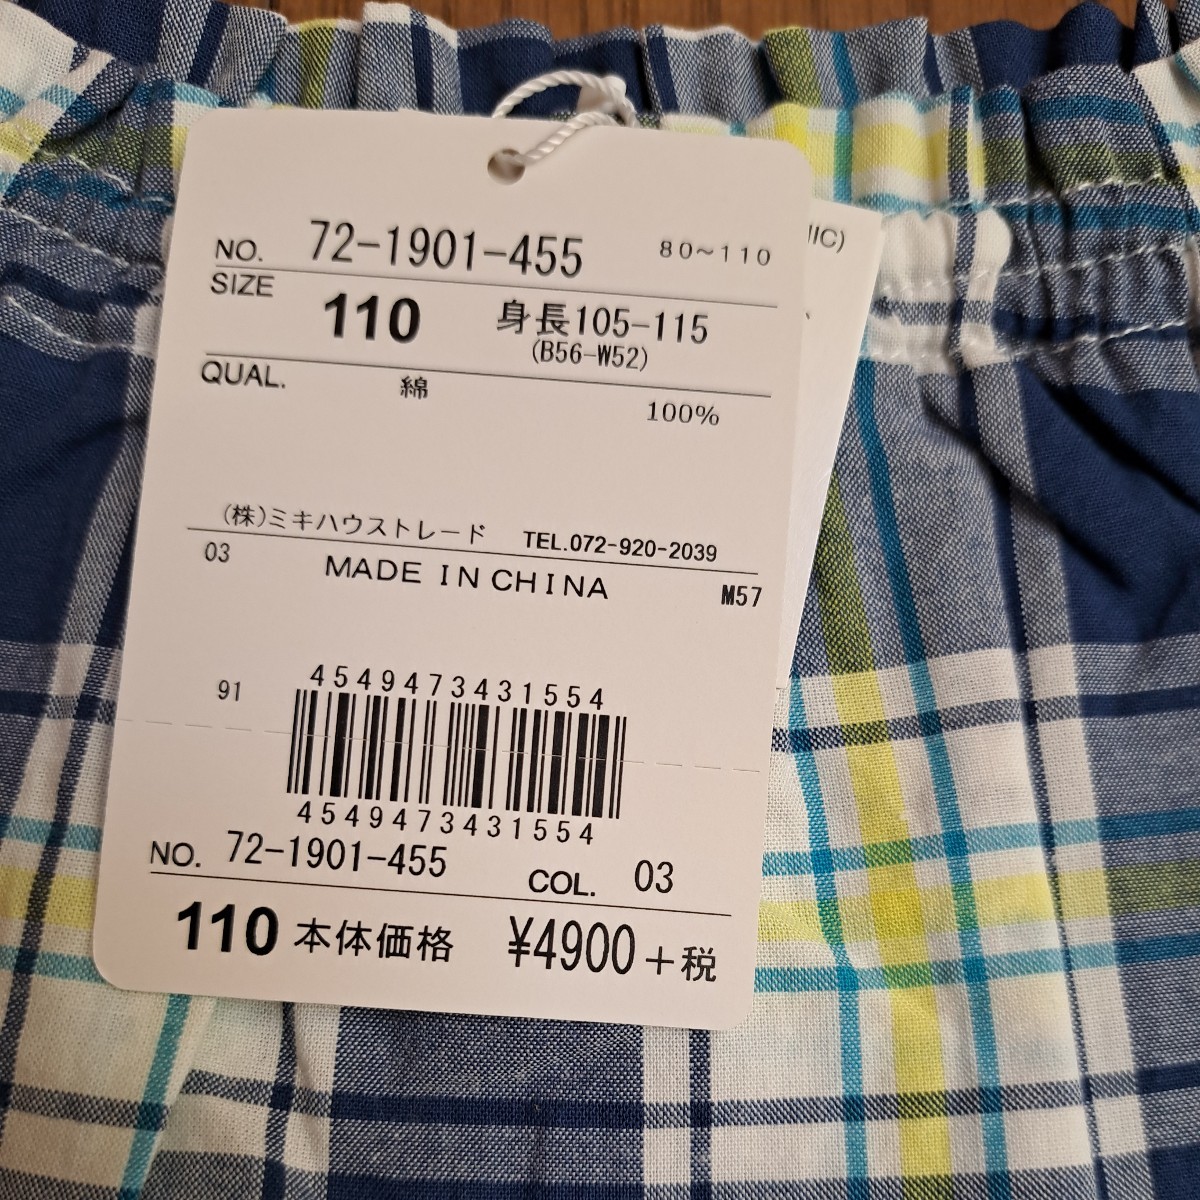 NO. 72-1901-455 80~110
SIZE 110 身長105-115
(B56-W52)
QUAL. 綿 100%
(株)ミキハウストレード TEL.072-920-2039
03 MADE IN CHINA M57
4549473431554
91
4549473431554
NO. 72-1901-455 COL. 03
110 本体価格 ¥4900+税